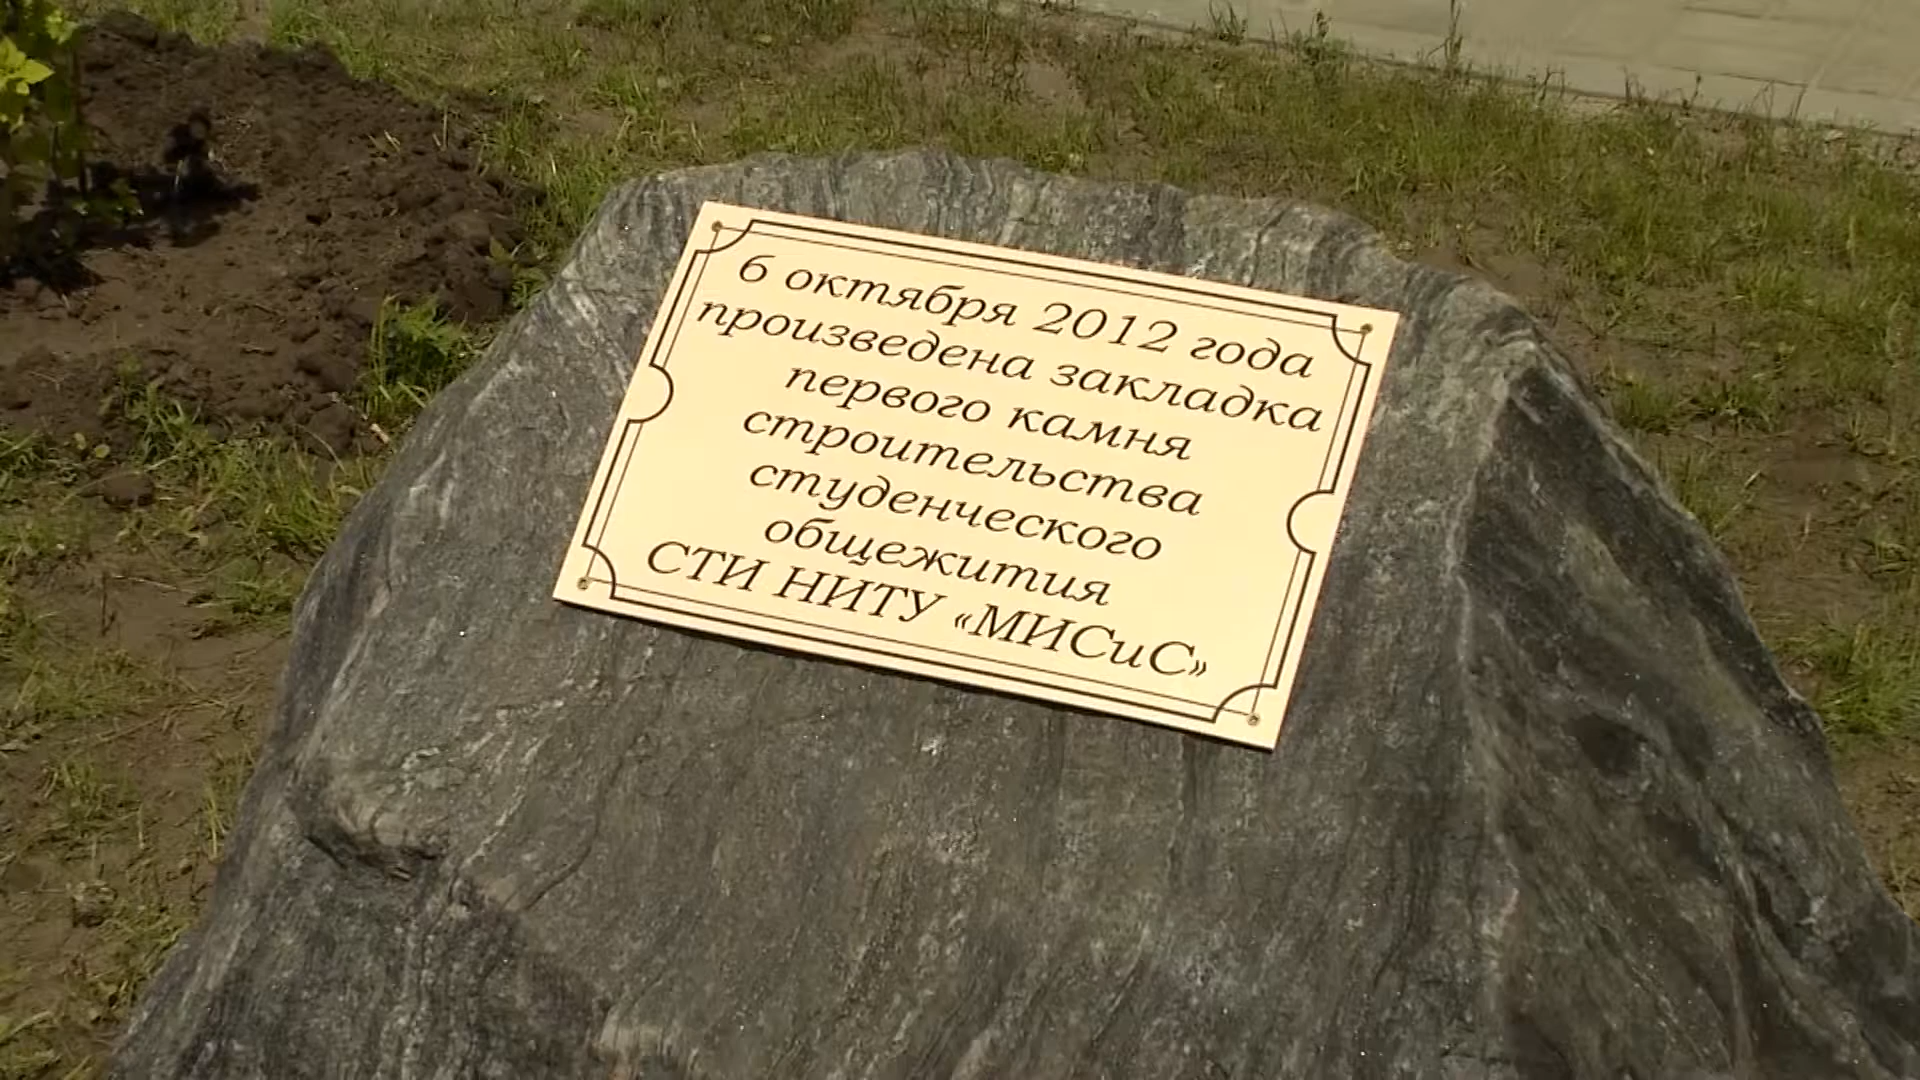 6 октября 2012 года
произведена закладка
первого камня
строительства
студенческого
общежития
СТИ НИТУ «МИСиС»